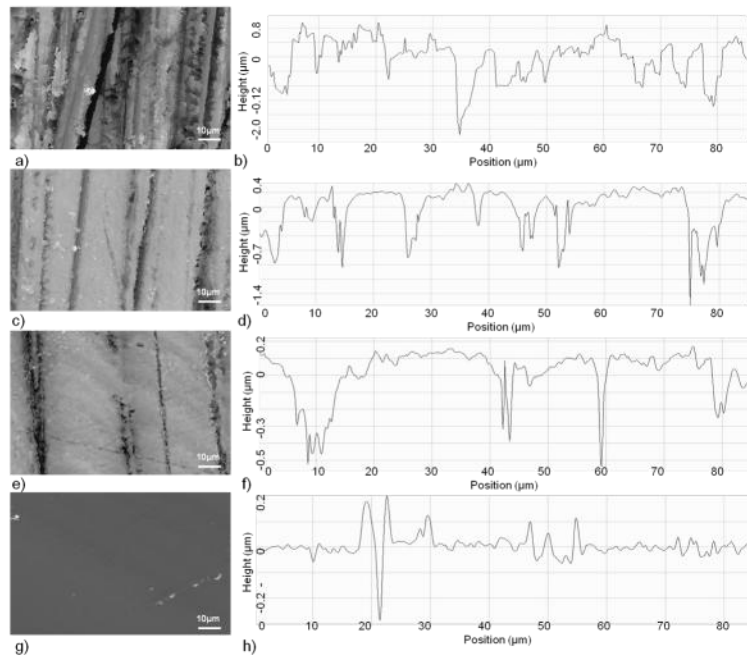 10µm
a)
Height (µm)
0.8
0
-0.12
-2.0
0 10 20 30 40 50 60 70 80
Position (µm)
b)
10µm
c)
Height (µm)
0.4
0
-0.7
-1.4
0 10 20 30 40 50 60 70 80
Position (µm)
d)
10µm
e)
Height (µm)
0.2
0
-0.3
-0.5
0 10 20 30 40 50 60 70 80
Position (µm)
f)
10µm
g)
Height (µm)
0.2
0
-0.2
10 20 30 40 50 60 70 80
Position (µm)
h)